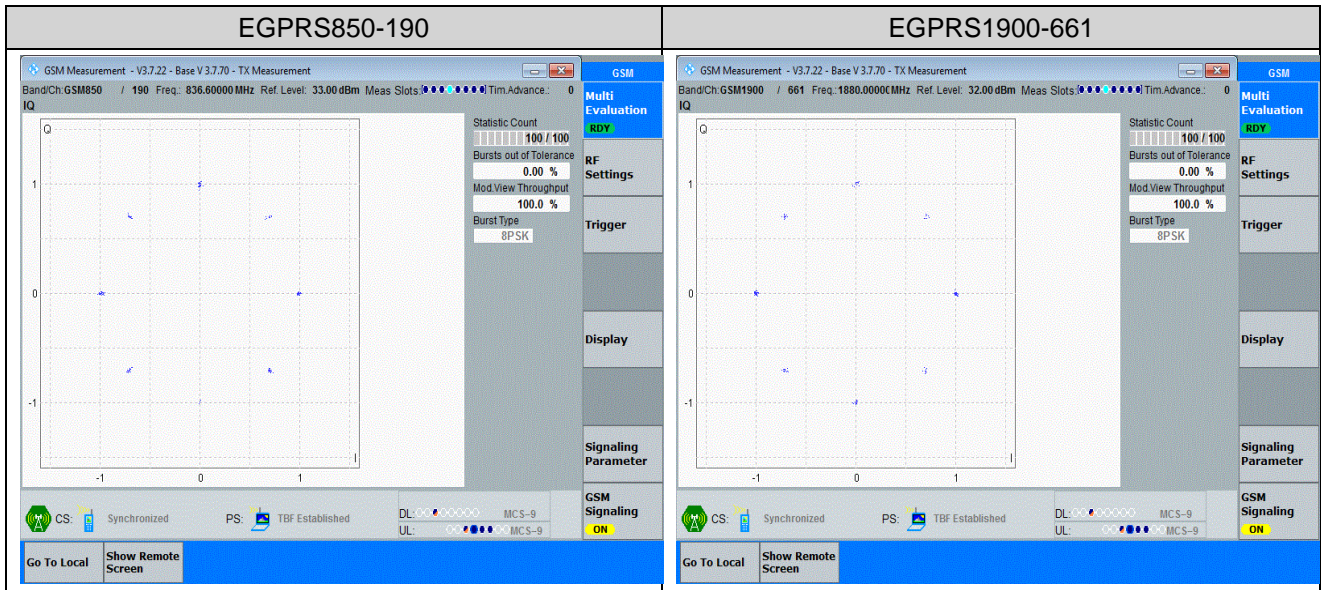 EGPRS850-190
GSM Measurement - V3.7.22 - Base V 3.7.70 - TX Measurement
GSM
Band/Ch: GSM850 / 190 Freq.: 836.60000 MHz Ref. Level: 33.00 dBm Meas Slots: Tim.Advance.: 0
IQ
Multi
Evaluation
RDY
Q
Statistic Count
100 / 100
Bursts out of Tolerance
0.00 %
Mod.View Throughput
100.0 %
Burst Type
8PSK
RF
Settings
Trigger
Display
Signaling
Parameter
GSM
Signaling
ON
1
0
-1
I
-1 0 1
CS: Synchronized PS: TBF Established
DL: MCS-9
UL: MCS-9
Go To Local
Show Remote
Screen
EGPRS1900-661
GSM Measurement - V3.7.22 - Base V 3.7.70 - TX Measurement
GSM
Band/Ch: GSM1900 / 661 Freq.: 1880.0000 MHz Ref. Level: 32.00 dBm Meas Slots: Tim.Advance.: 0
IQ
Multi
Evaluation
RDY
Q
Statistic Count
100 / 100
Bursts out of Tolerance
0.00 %
Mod.View Throughput
100.0 %
Burst Type
8PSK
RF
Settings
Trigger
Display
Signaling
Parameter
GSM
Signaling
ON
1
0
-1
I
-1 0 1
CS: Synchronized PS: TBF Established
DL: MCS-9
UL: MCS-9
Go To Local
Show Remote
Screen